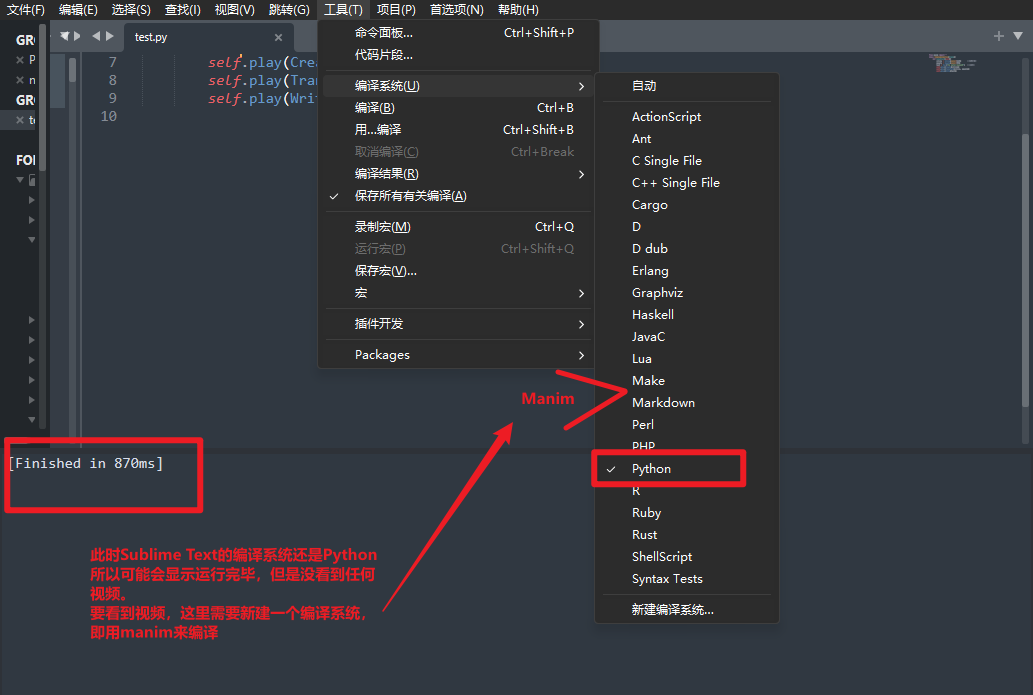 文件(F) 编辑(E) 选择(S) 查找(I) 视图(V) 跳转(G) 工具(T) 项目(P) 首选项(N) 帮助(H)
test.py
7 self.play(Cre
8 self.play(Tran
9 self.play(Writ
10
命令面板... Ctrl+Shift+P
代码片段...
编译系统(U)
编译(B) Ctrl+B
用...编译 Ctrl+Shift+B
取消编译(C) Ctrl+Break
编译结果(R)
保存所有有关编译(A)
录制宏(M) Ctrl+Q
运行宏(P) Ctrl+Shift+Q
保存宏(V)...
宏
插件开发
Packages
自动
ActionScript
Ant
C Single File
C++ Single File
Cargo
D
D dub
Erlang
Graphviz
Haskell
JavaC
Lua
Make
Markdown
Perl
PHP
Python
R
Ruby
Rust
ShellScript
Syntax Tests
新建编译系统...
Manim
[Finished in 870ms]
此时Sublime Text的编译系统还是Python
所以可能会显示运行完毕，但是没看到任何
视频。
要看到视频，这里需要新建一个编译系统，
即用manim来编译